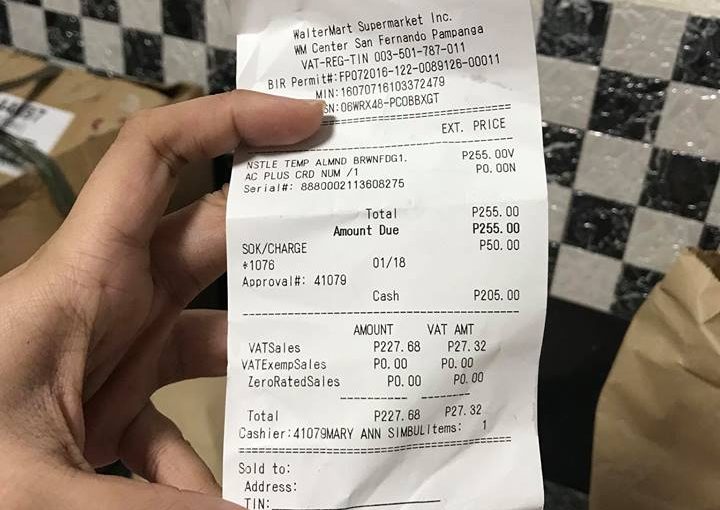 WalterMart Supermarket Inc.
WM Center San Fernando Pampanga
VAT-REG-TIN 003-501-787-011
BIR Permit#:FP072016-122-0089126-00011
MIN:16070716103372479
SN:06WRX48-PCOBBXGT
EXT. PRICE
NSTLE TEMP ALMND BRWNFDG1. P255.00V
AC PLUS CRD NUM /1 P0.00N
Serial#: 8880002113608275
Total P255.00
Amount Due P255.00
SOK/CHARGE P50.00
*1076 01/18
Approval#: 41079
Cash P205.00
AMOUNT VAT AMT
VATSales P227.68 P27.32
VATExempSales P0.00 P0.00
ZeroRatedSales P0.00 P0.00
Total P227.68 P27.32
Cashier:41079MARY ANN SIMBULItems: 1
Sold to:
Address:
TIN: